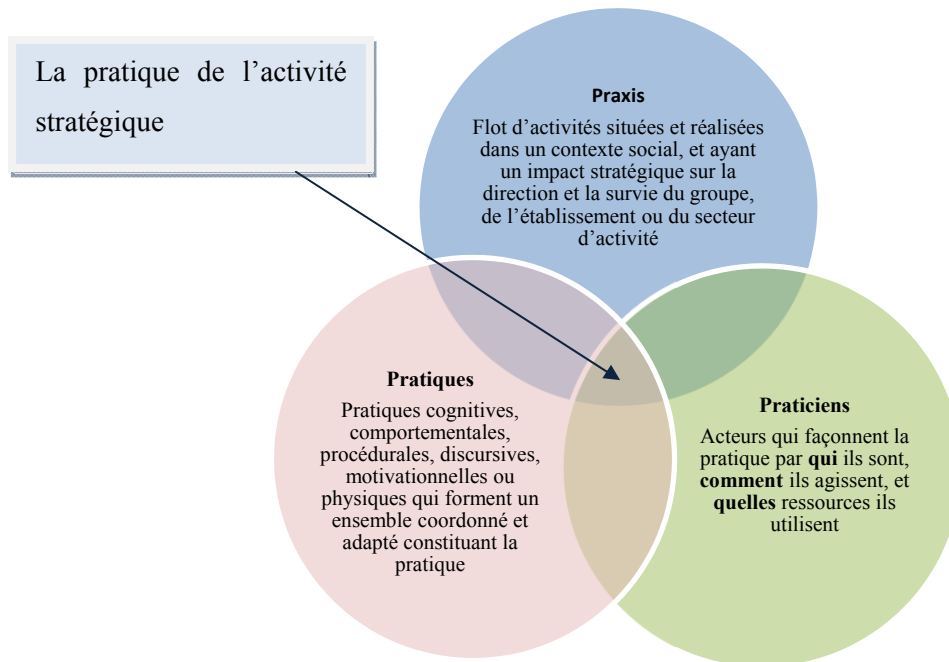 La pratique de l’activité
stratégique
Praxis
Flot d’activités situées et réalisées
dans un contexte social, et ayant
un impact stratégique sur la
direction et la survie du groupe,
de l’établissement ou du secteur
d’activité
Pratiques
Pratiques cognitives,
comportementales,
procédurales, discursives,
motivationnelles ou
physiques qui forment un
ensemble coordonné et
adapté constituant la
pratique
Praticiens
Acteurs qui façonnent la
pratique par qui ils sont,
comment ils agissent, et
quelles ressources ils
utilisent